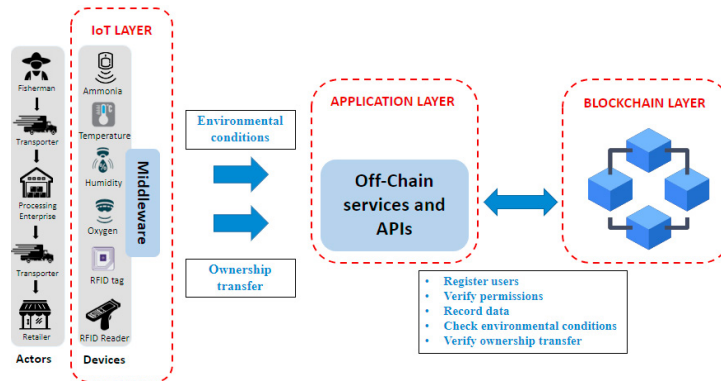 IoT LAYER
Fisherman
Transporter
Processing
Enterprise
Transporter
Retailer
Actors
Ammonia
Temperature
Humidity
Oxygen
RFID tag
RFID Reader
Devices
Middleware
Environmental
conditions
Ownership
transfer
APPLICATION LAYER
Off-Chain
services and
APIs
BLOCKCHAIN LAYER
• Register users
• Verify permissions
• Record data
• Check environmental conditions
• Verify ownership transfer